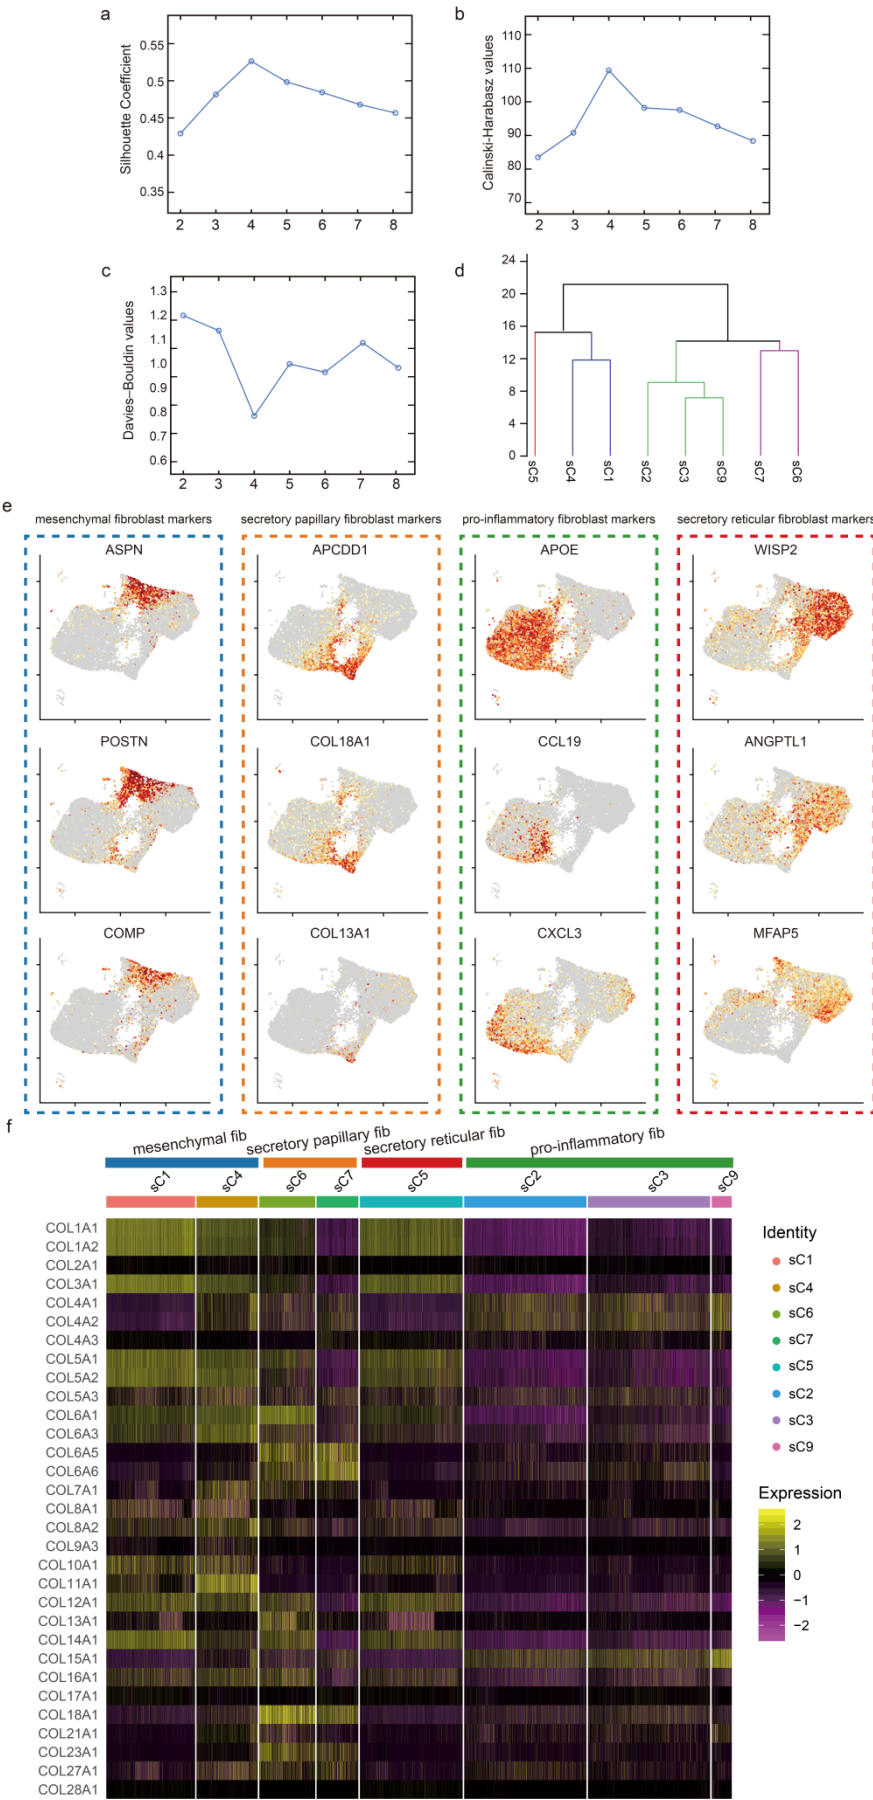 a
Silhouette Coefficient
0.55
0.5
0.45
0.4
0.35
2 3 4 5 6 7 8
b
Calinski-Harabasz values
110
110
100
90
80
70
2 3 4 5 6 7 8
c
Davies–Bouldin values
1.3
1.2
1.0
1.0
0.9
0.8
0.7
0.6
2 3 4 5 6 7 8
d
24
20
16
12
8
4
0
sC5 sC4 sC1 sC2 sC3 sC9 sC7 sC6
e
mesenchymal fibroblast markers secretory papillary fibroblast markers pro-inflammatory fibroblast markers secretory reticular fibroblast markers
ASPN APCDD1 APOE WISP2
POSTN COL18A1 CCL19 ANGPTL1
COMP COL13A1 CXCL3 MFAP5
f
mesenchymal fib secretory papillary fib secretory reticular fib pro-inflammatory fib
sC1 sC4 sC6 sC7 sC5 sC2 sC3 sC9
COL1A1
COL1A2
COL2A1
COL3A1
COL4A1
COL4A2
COL4A3
COL5A1
COL5A2
COL5A3
COL6A1
COL6A3
COL6A5
COL6A6
COL7A1
COL8A1
COL8A2
COL9A3
COL10A1
COL11A1
COL12A1
COL13A1
COL14A1
COL15A1
COL16A1
COL17A1
COL18A1
COL21A1
COL23A1
COL27A1
COL28A1
Identity
sC1
sC4
sC6
sC7
sC5
sC2
sC3
sC9
Expression
2
1
0
−1
−2